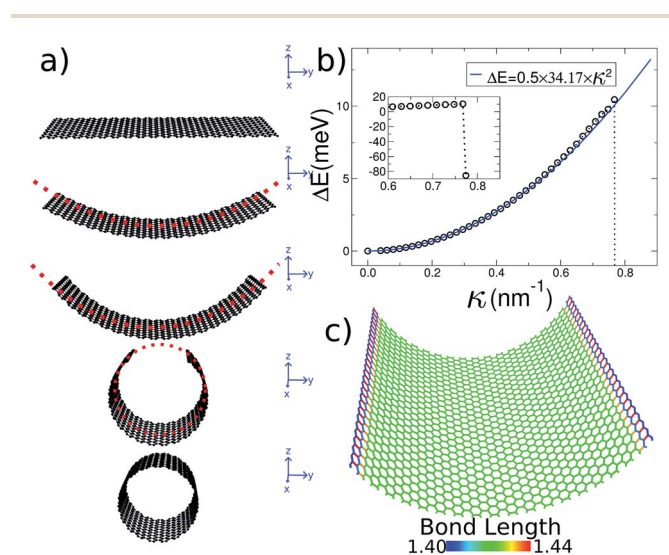 a)
z
y
x
z
y
x
z
y
x
z
y
x
z
y
x
b)
ΔE=0.5×34.17×κ²
ΔE(meV)
10
5
0
20
0
-20
-40
-60
-80
0.6 0.7 0.8
0.0 0.2 0.4 0.6 0.8
κ(nm⁻¹)
c)
Bond Length
1.40 1.44